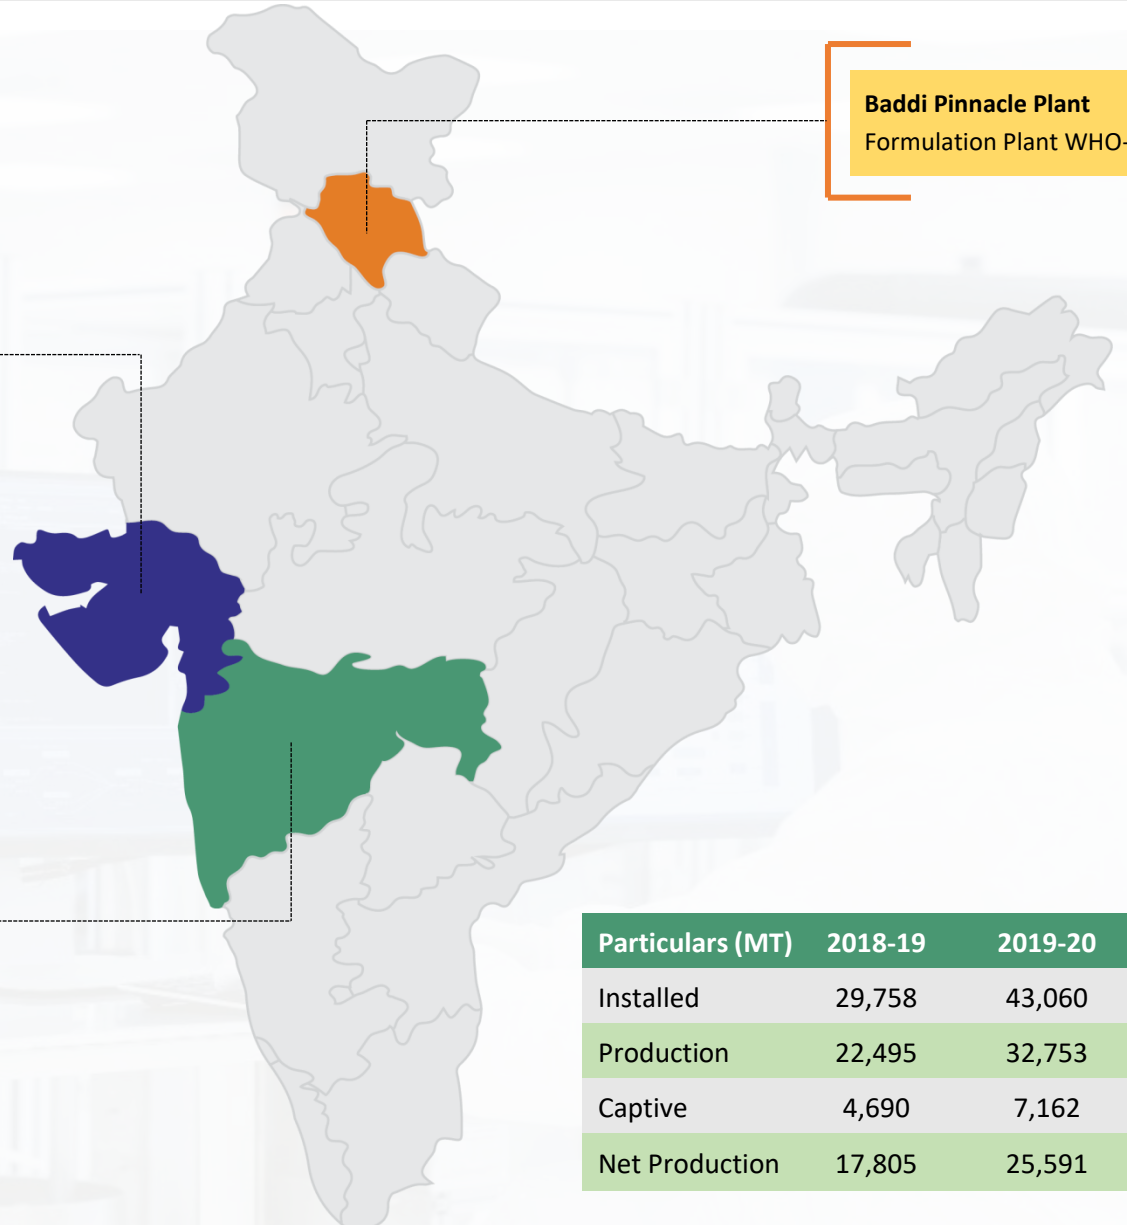 Baddi Pinnacle Plant
Formulation Plant WHO-
Particulars (MT) 2018-19 2019-20
Installed 29,758 43,060
Production 22,495 32,753
Captive 4,690 7,162
Net Production 17,805 25,591